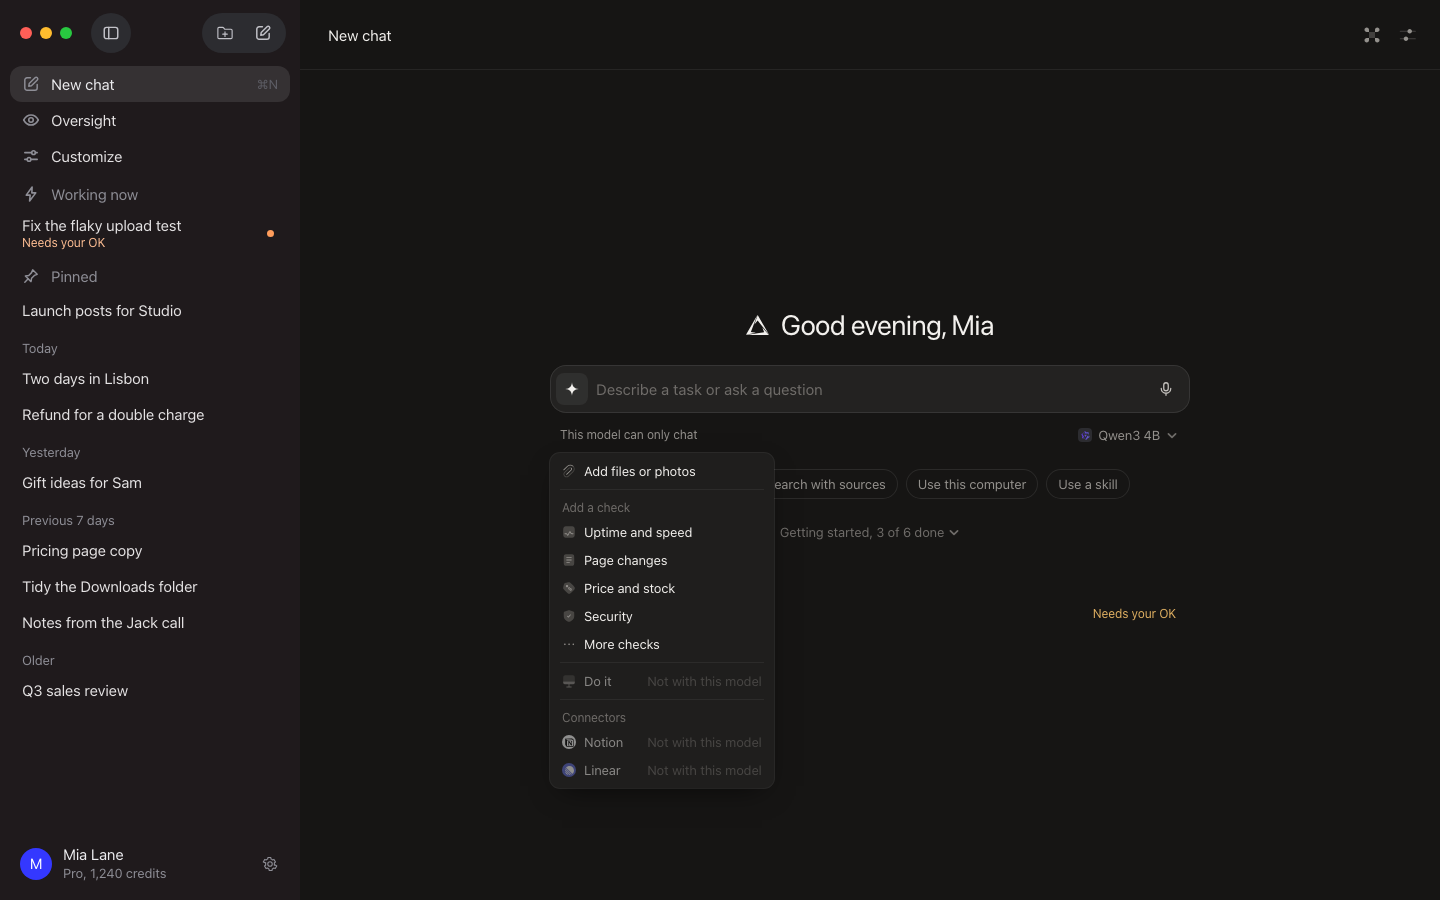 New chat
⌘N
Oversight
Customize
Working now
Fix the flaky upload test
Needs your OK
Pinned
Launch posts for Studio
Today
Two days in Lisbon
Refund for a double charge
Yesterday
Gift ideas for Sam
Previous 7 days
Pricing page copy
Tidy the Downloads folder
Notes from the Jack call
Older
Q3 sales review
M
Mia Lane
Pro, 1,240 credits
New chat
Good evening, Mia
Describe a task or ask a question
This model can only chat
Qwen3 4B
Add files or photos
Add a check
Uptime and speed
Page changes
Price and stock
Security
More checks
Do it Not with this model
Connectors
Notion Not with this model
Linear Not with this model
with sources
Use this computer
Use a skill
Getting started, 3 of 6 done
Needs your OK